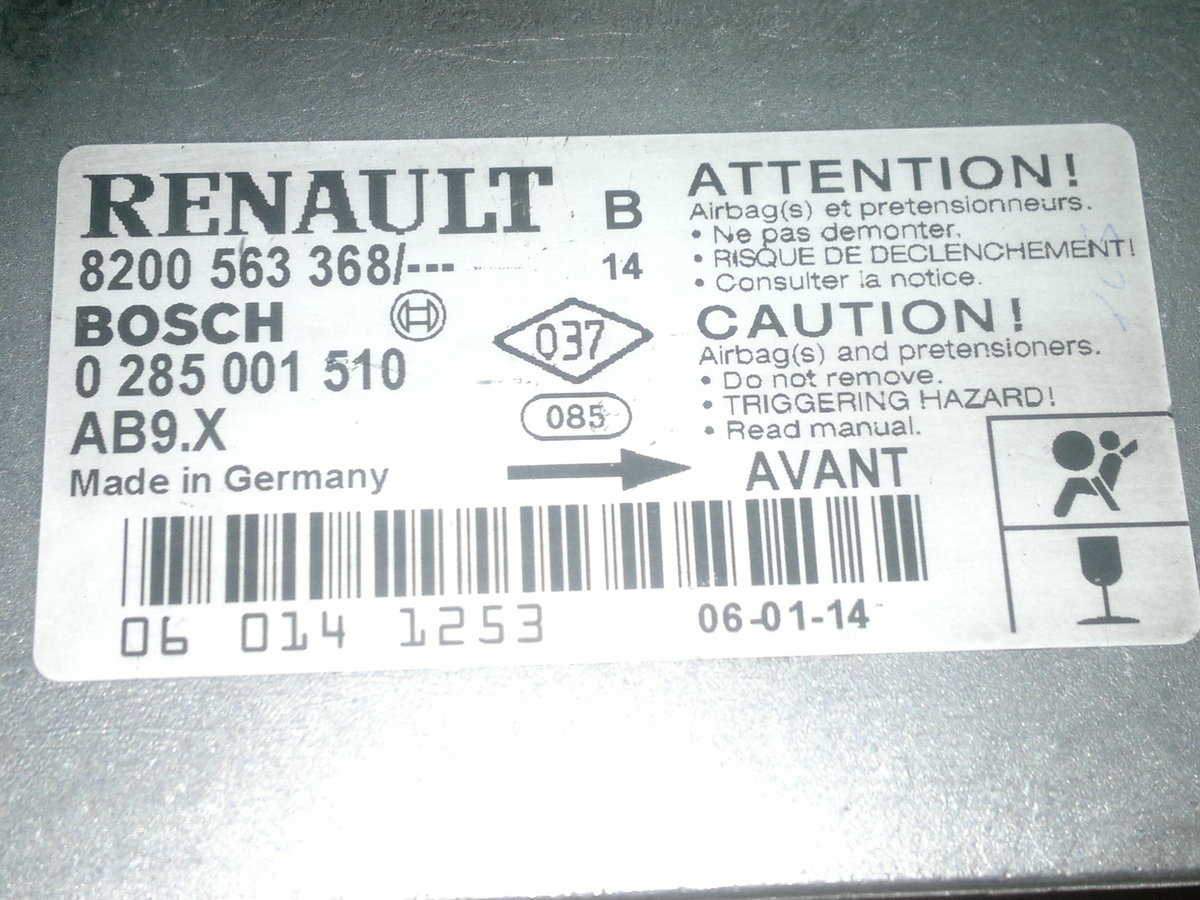 RENAULT B
8200 563 368/--- 14
BOSCH
0 285 001 510
AB9.X
Made in Germany
037
085
AVANT
ATTENTION!
Airbag(s) et pretensionneurs.
• Ne pas demonter.
• RISQUE DE DECLENCHEMENT!
• Consulter la notice.
CAUTION!
Airbag(s) and pretensioners.
• Do not remove.
• TRIGGERING HAZARD!
• Read manual.
06 014 1253
06-01-14